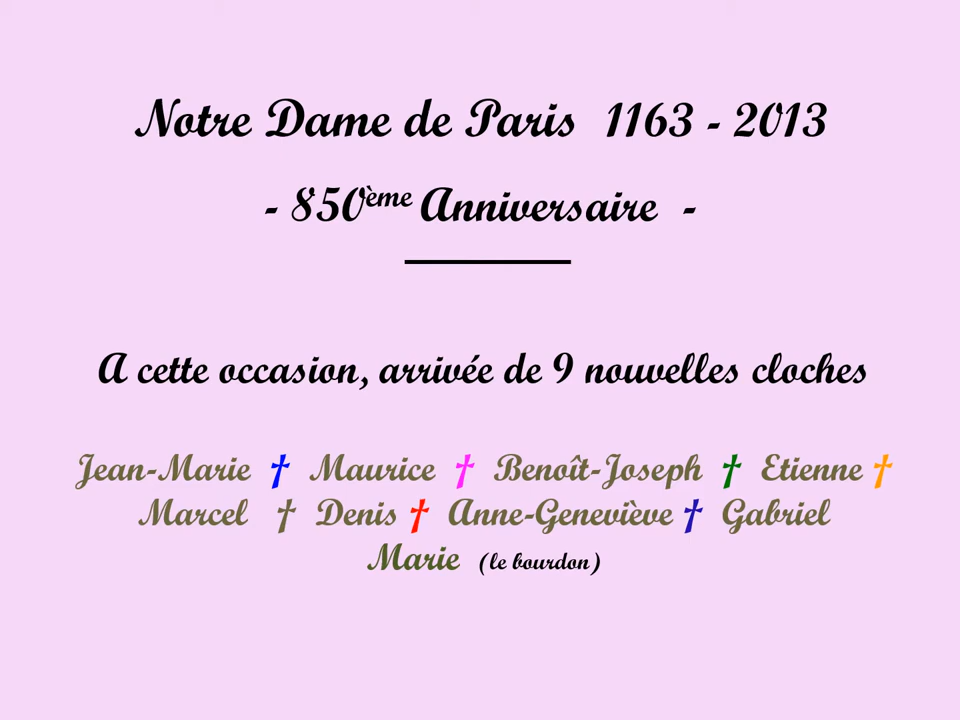 Notre Dame de Paris 1163 - 2013
- 850ème Anniversaire -
A cette occasion, arrivée de 9 nouvelles cloches
Jean-Marie † Maurice † Benoît-Joseph † Etienne †
Marcel † Denis † Anne-Geneviève † Gabriel
Marie (le bourdon)